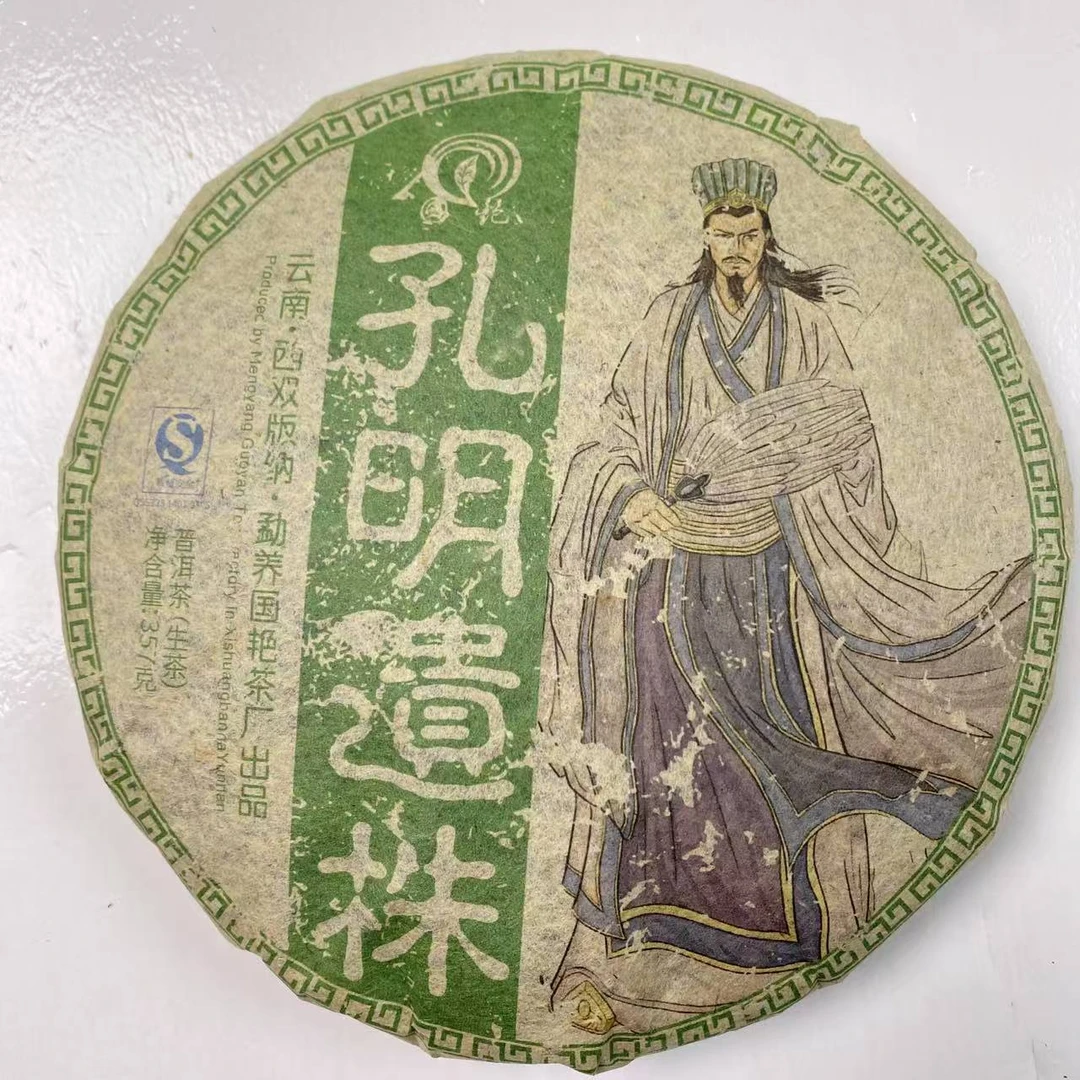 国艳
孔明遺株
云南·西双版纳·勐养国艳茶厂出品
Produced by Mengyang Guoyan Tea
In Xishuangbanna Yunnan
普洱茶(生茶)
净含量357克